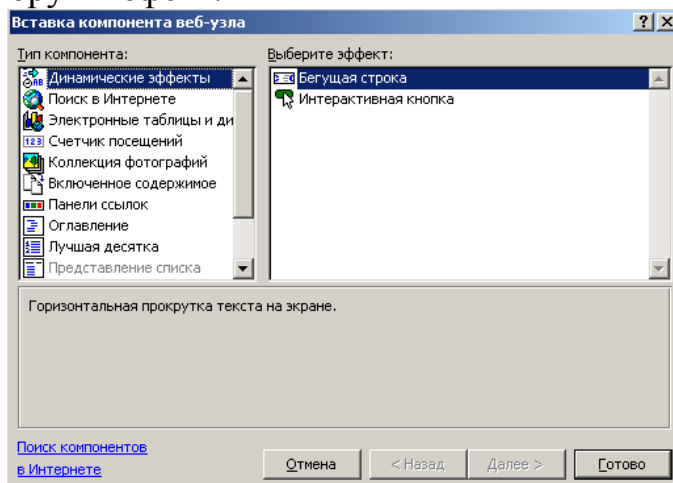 Вставка компонента веб-узла
Тип компонента:
Динамические эффекты
Поиск в Интернете
Электронные таблицы и ди
Счетчик посещений
Коллекция фотографий
Включенное содержимое
Панели ссылок
Оглавление
Лучшая десятка
Представление списка
Выберите эффект:
Бегущая строка
Интерактивная кнопка
Горизонтальная прокрутка текста на экране.
Поиск компонентов
в Интернете
Отмена
< Назад
Далее >
Готово